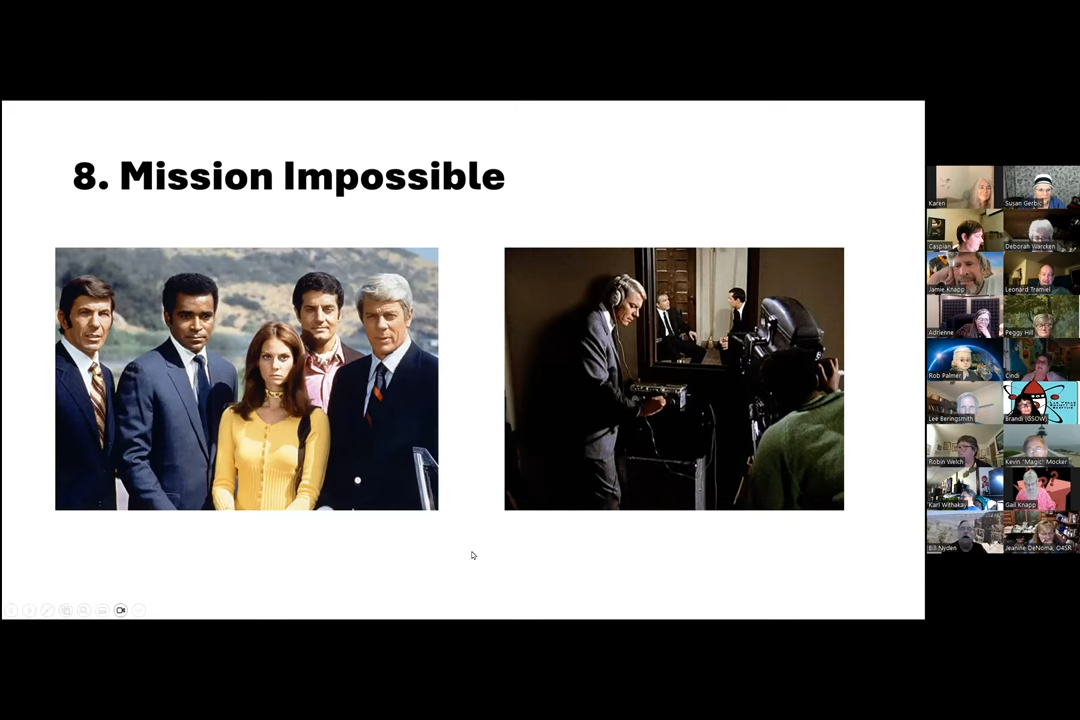 8. Mission Impossible
Karen
Susan Gerbic
Caspian
Deborah Warcken
Jamie Knapp
Leonard Tramiel
Adrienne
Peggy Hill
Rob Palmer
Cindi
Lee Beringsmith
Brandi (GSOW)
Robin Welch
Kevin "Magic" Mocker
Karl Withakay
Gail Knapp
Bill Nyden
Jeanine DeNoma, O4SR